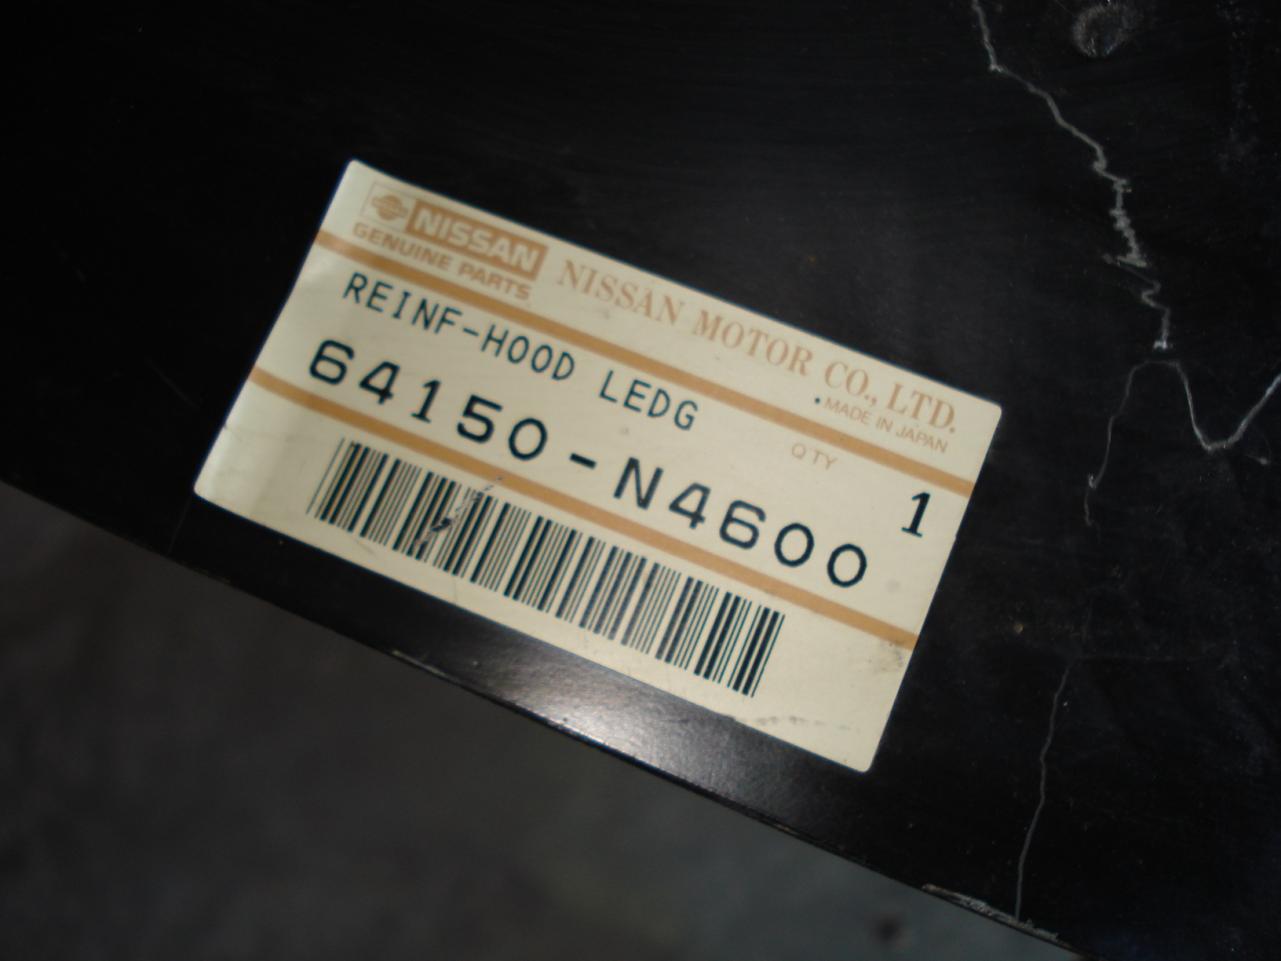 NISSAN
GENUINE PARTS
NISSAN MOTOR CO., LTD.
MADE IN JAPAN
REINF-HOOD LEDG
QTY
64150-N4600
1